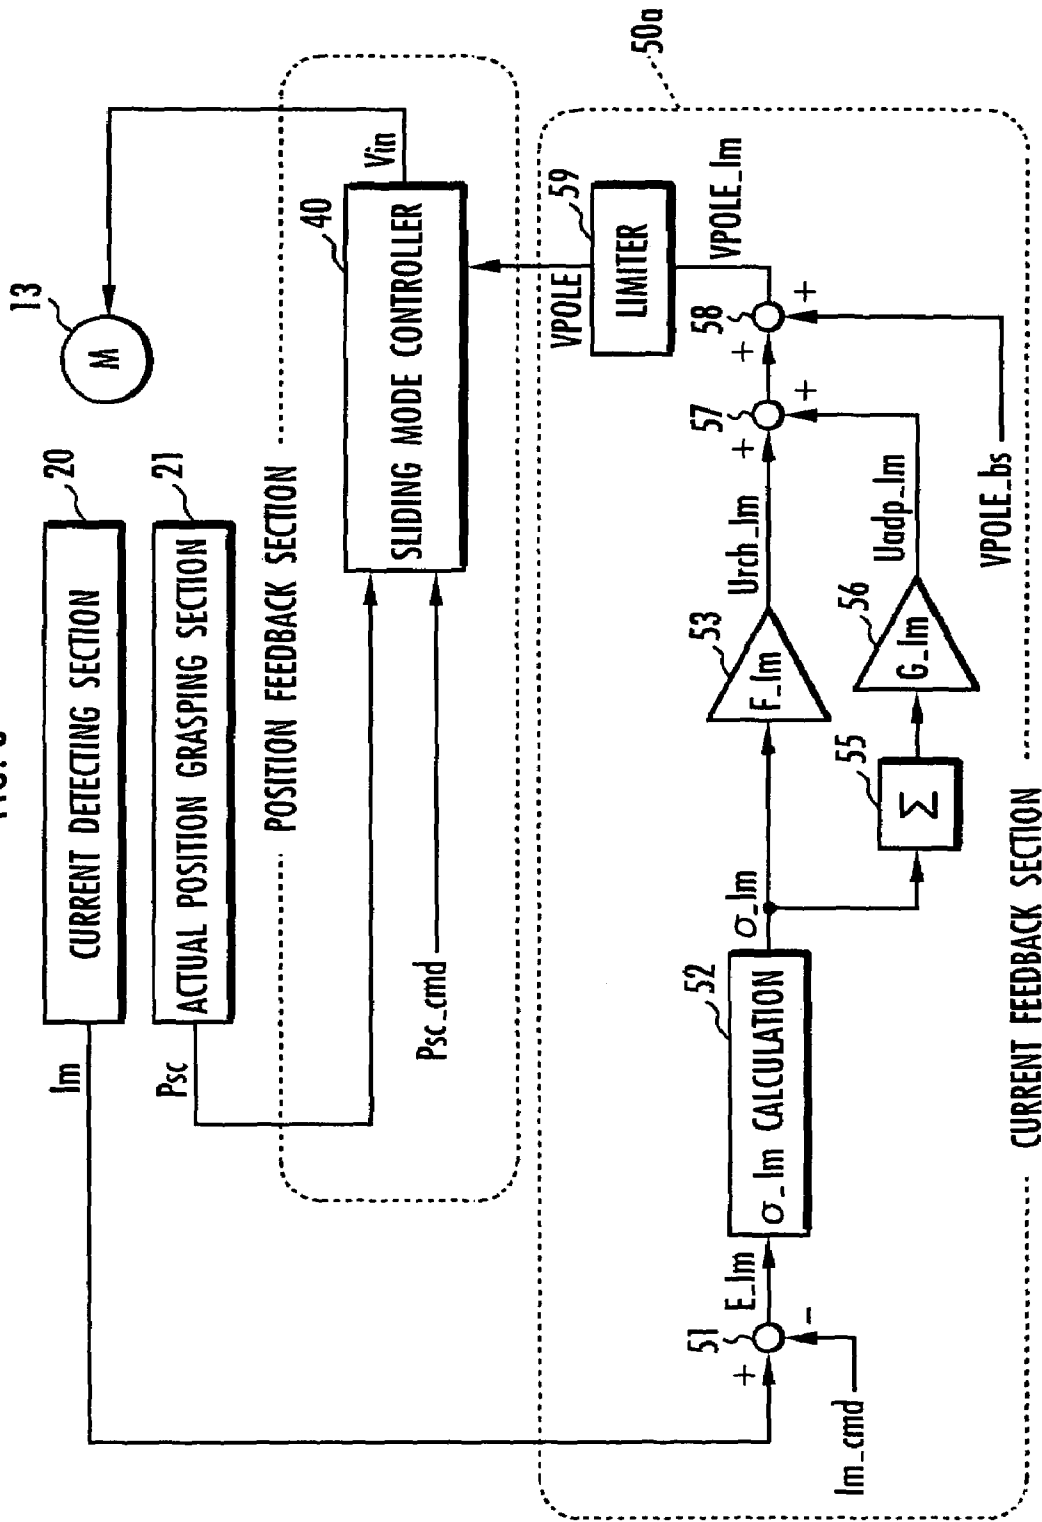 13
M
20
CURRENT DETECTING SECTION
Im
21
ACTUAL POSITION GRASPING SECTION
Psc
POSITION FEEDBACK SECTION
40
SLIDING MODE CONTROLLER
Vin
Psc_cmd
50a
VPOLE
59
LIMITER
VPOLE_Im
51
+
-
Im_cmd
E_Im
52
σ_Im CALCULATION
σ_Im
53
F_Im
Urch_Im
55
Σ
56
G_Im
Uadp_Im
57
+
+
58
+
+
VPOLE_bs
CURRENT FEEDBACK SECTION